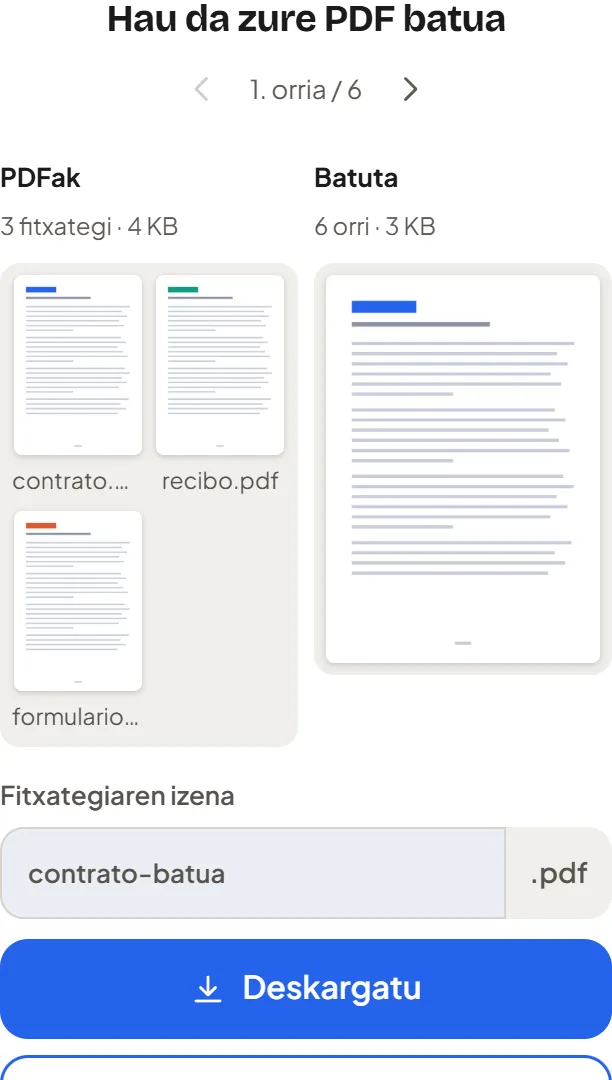 Hau da zure PDF batua
1. orria / 6
PDFak
3 fitxategi · 4 KB
contrato....
recibo.pdf
formulario...
Batuta
6 orri · 3 KB
Fitxategiaren izena
contrato-batua
.pdf
Deskargatu